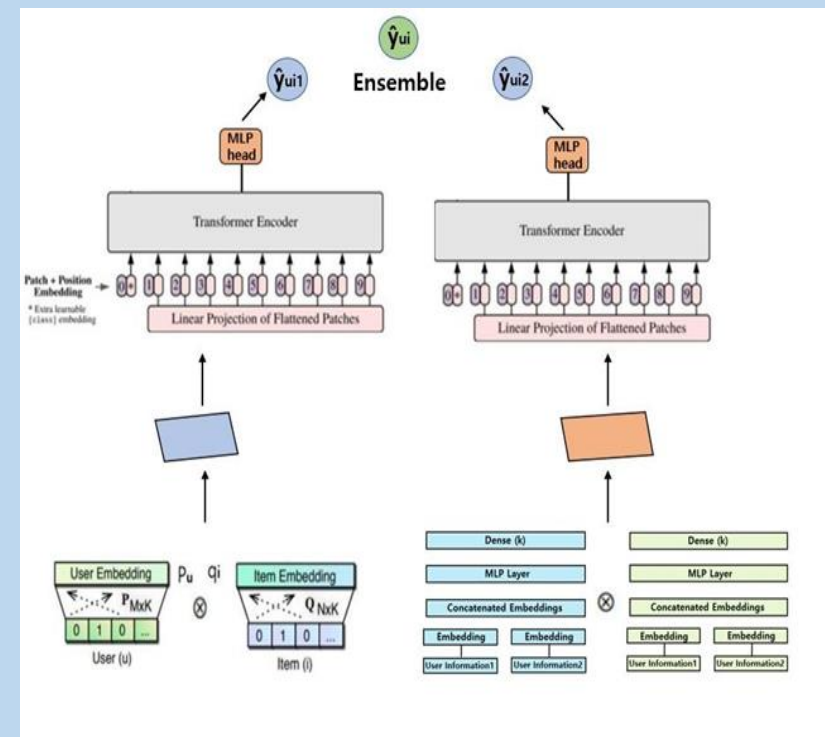 ŷui
ŷui1
Ensemble
ŷui2
MLP
head
MLP
head
Transformer Encoder
Transformer Encoder
Patch + Position
Embedding
* Extra learnable
[class] embedding
0 * 1 2 3 4 5 6 7 8 9
0 * 1 2 3 4 5 6 7 8 9
Linear Projection of Flattened Patches
Linear Projection of Flattened Patches
User Embedding
pu qi
Item Embedding
PMxK
⊗
QNxK
0 1 0 ...
0 1 0 ...
User (u)
Item (i)
Dense (k)
MLP Layer
Concatenated Embeddings
Embedding Embedding
User Information1 User Information2
⊗
Dense (k)
MLP Layer
Concatenated Embeddings
Embedding Embedding
User Information1 User Information2